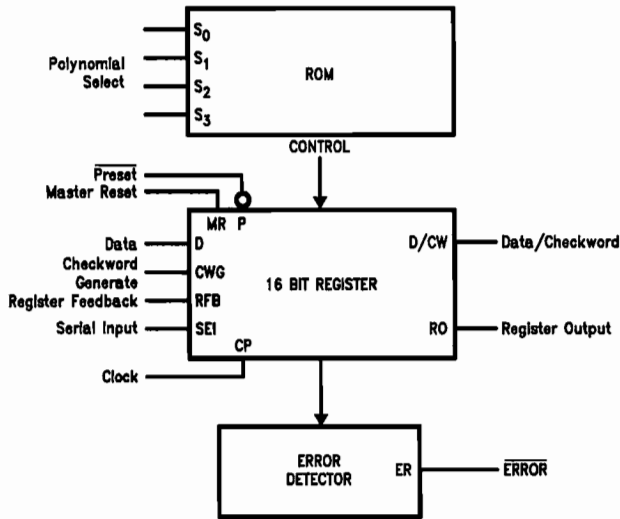 S0
S1
S2
S3
Polynomial
Select
ROM
CONTROL
Preset
Master Reset
MR P
Data
D
D/CW
Data/Checkword
Checkword
Generate
CWG
16 BIT REGISTER
Register Feedback
RFB
Serial Input
SEI
RO
Register Output
CP
Clock
ERROR
DETECTOR
ER
ERROR